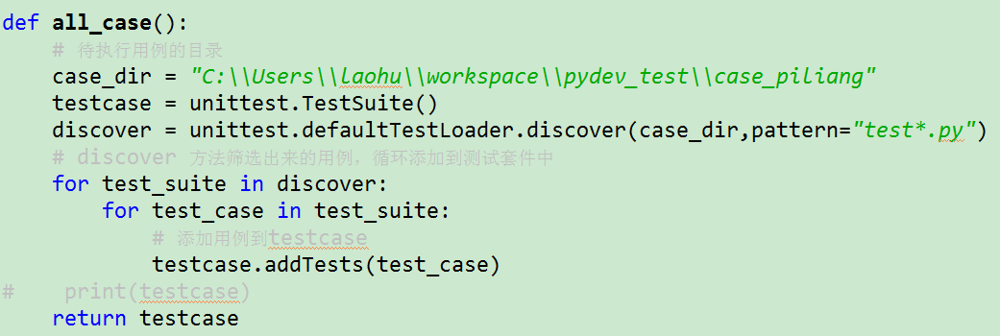 def all_case():
    # 待执行用例的目录
    case_dir = "C:\\Users\\laohu\\workspace\\pydev_test\\case_piliang"
    testcase = unittest.TestSuite()
    discover = unittest.defaultTestLoader.discover(case_dir,pattern="test*.py")
    # discover 方法筛选出来的用例，循环添加到测试套件中
    for test_suite in discover:
        for test_case in test_suite:
            # 添加用例到testcase
            testcase.addTests(test_case)
#    print(testcase)
    return testcase